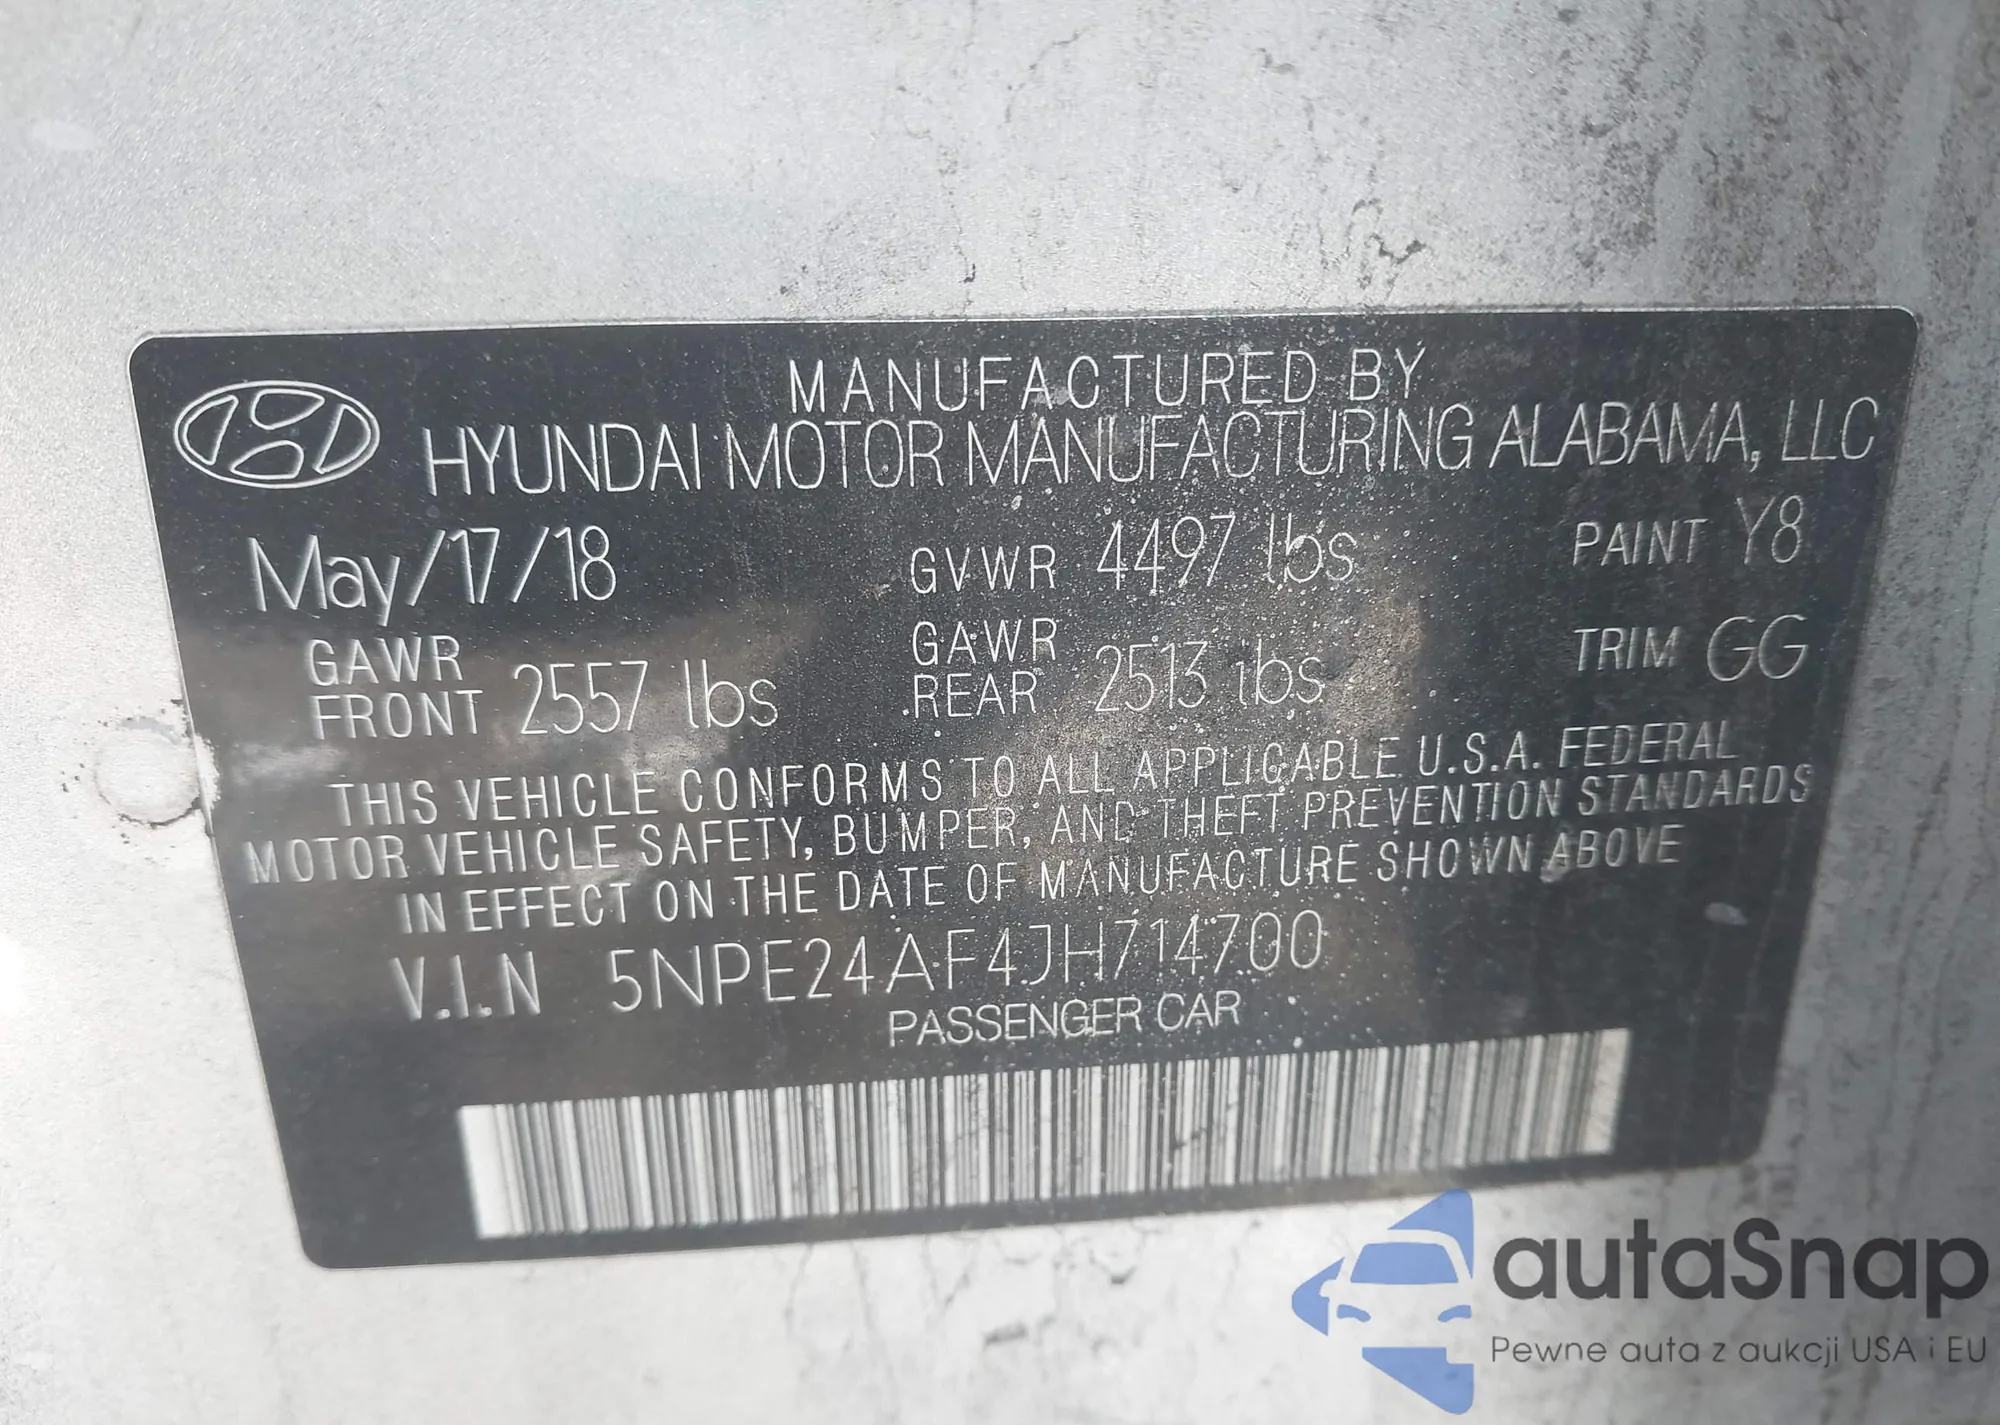 MANUFACTURED BY
HYUNDAI MOTOR MANUFACTURING ALABAMA, LLC
May/17/18 GVWR 4497 lbs PAINT Y8
GAWR FRONT 2557 lbs GAWR REAR 2513 lbs TRIM GG
THIS VEHICLE CONFORMS TO ALL APPLICABLE U.S.A. FEDERAL
MOTOR VEHICLE SAFETY, BUMPER, AND THEFT PREVENTION STANDARDS
IN EFFECT ON THE DATE OF MANUFACTURE SHOWN ABOVE
V.I.N 5NPE24AF4JH714700
PASSENGER CAR
autaSnap
Pewne auta z aukcji USA i EU